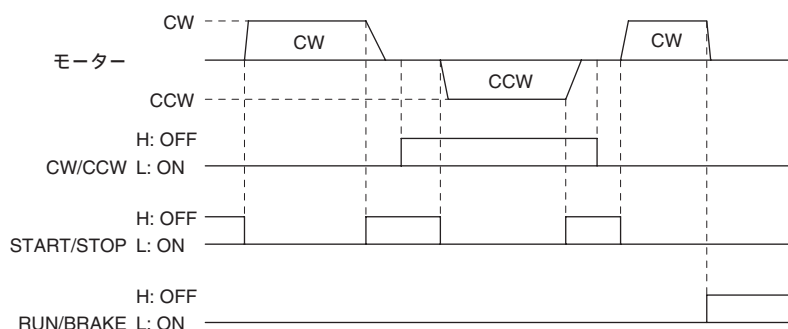 CW
CW
CW
モーター
CCW
CCW
H: OFF
CW/CCW L: ON
H: OFF
START/STOP L: ON
H: OFF
RUN/BRAKE L: ON